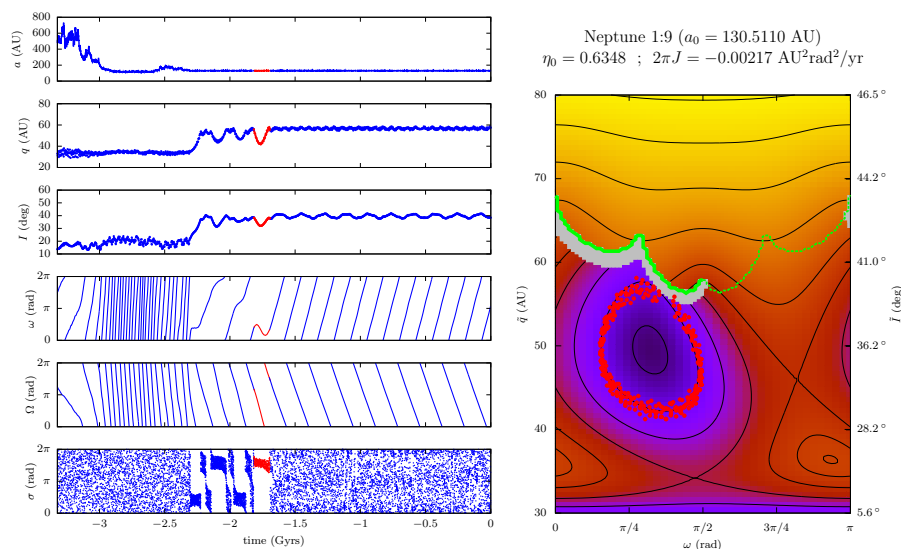 800
600
400
200
0
a (AU)
80
60
40
20
q (AU)
60
50
40
30
20
10
I (deg)
2π
π
0
ω (rad)
2π
π
0
Ω (rad)
2π
π
0
σ (rad)
−3 −2.5 −2 −1.5 −1 −0.5 0
time (Gyrs)
Neptune 1:9 (a₀ = 130.5110 AU)
η₀ = 0.6348 ; 2πJ = −0.00217 AU²rad²/yr
80 46.5°
70 44.2°
60 41.0°
50 36.2°
40 28.2°
30 5.6°
q̄ (AU)
Ī (deg)
0 π/4 π/2 3π/4 π
ω (rad)